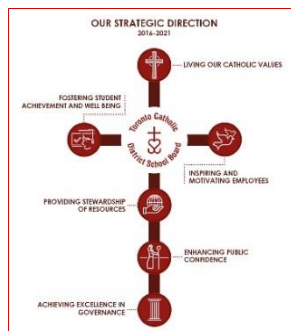 OUR STRATEGIC DIRECTION
2016-2021
LIVING OUR CATHOLIC VALUES
FOSTERING STUDENT
ACHIEVEMENT AND WELL BEING
Toronto Catholic
District School Board
INSPIRING AND
MOTIVATING EMPLOYEES
PROVIDING STEWARDSHIP
OF RESOURCES
ENHANCING PUBLIC
CONFIDENCE
ACHIEVING EXCELLENCE IN
GOVERNANCE